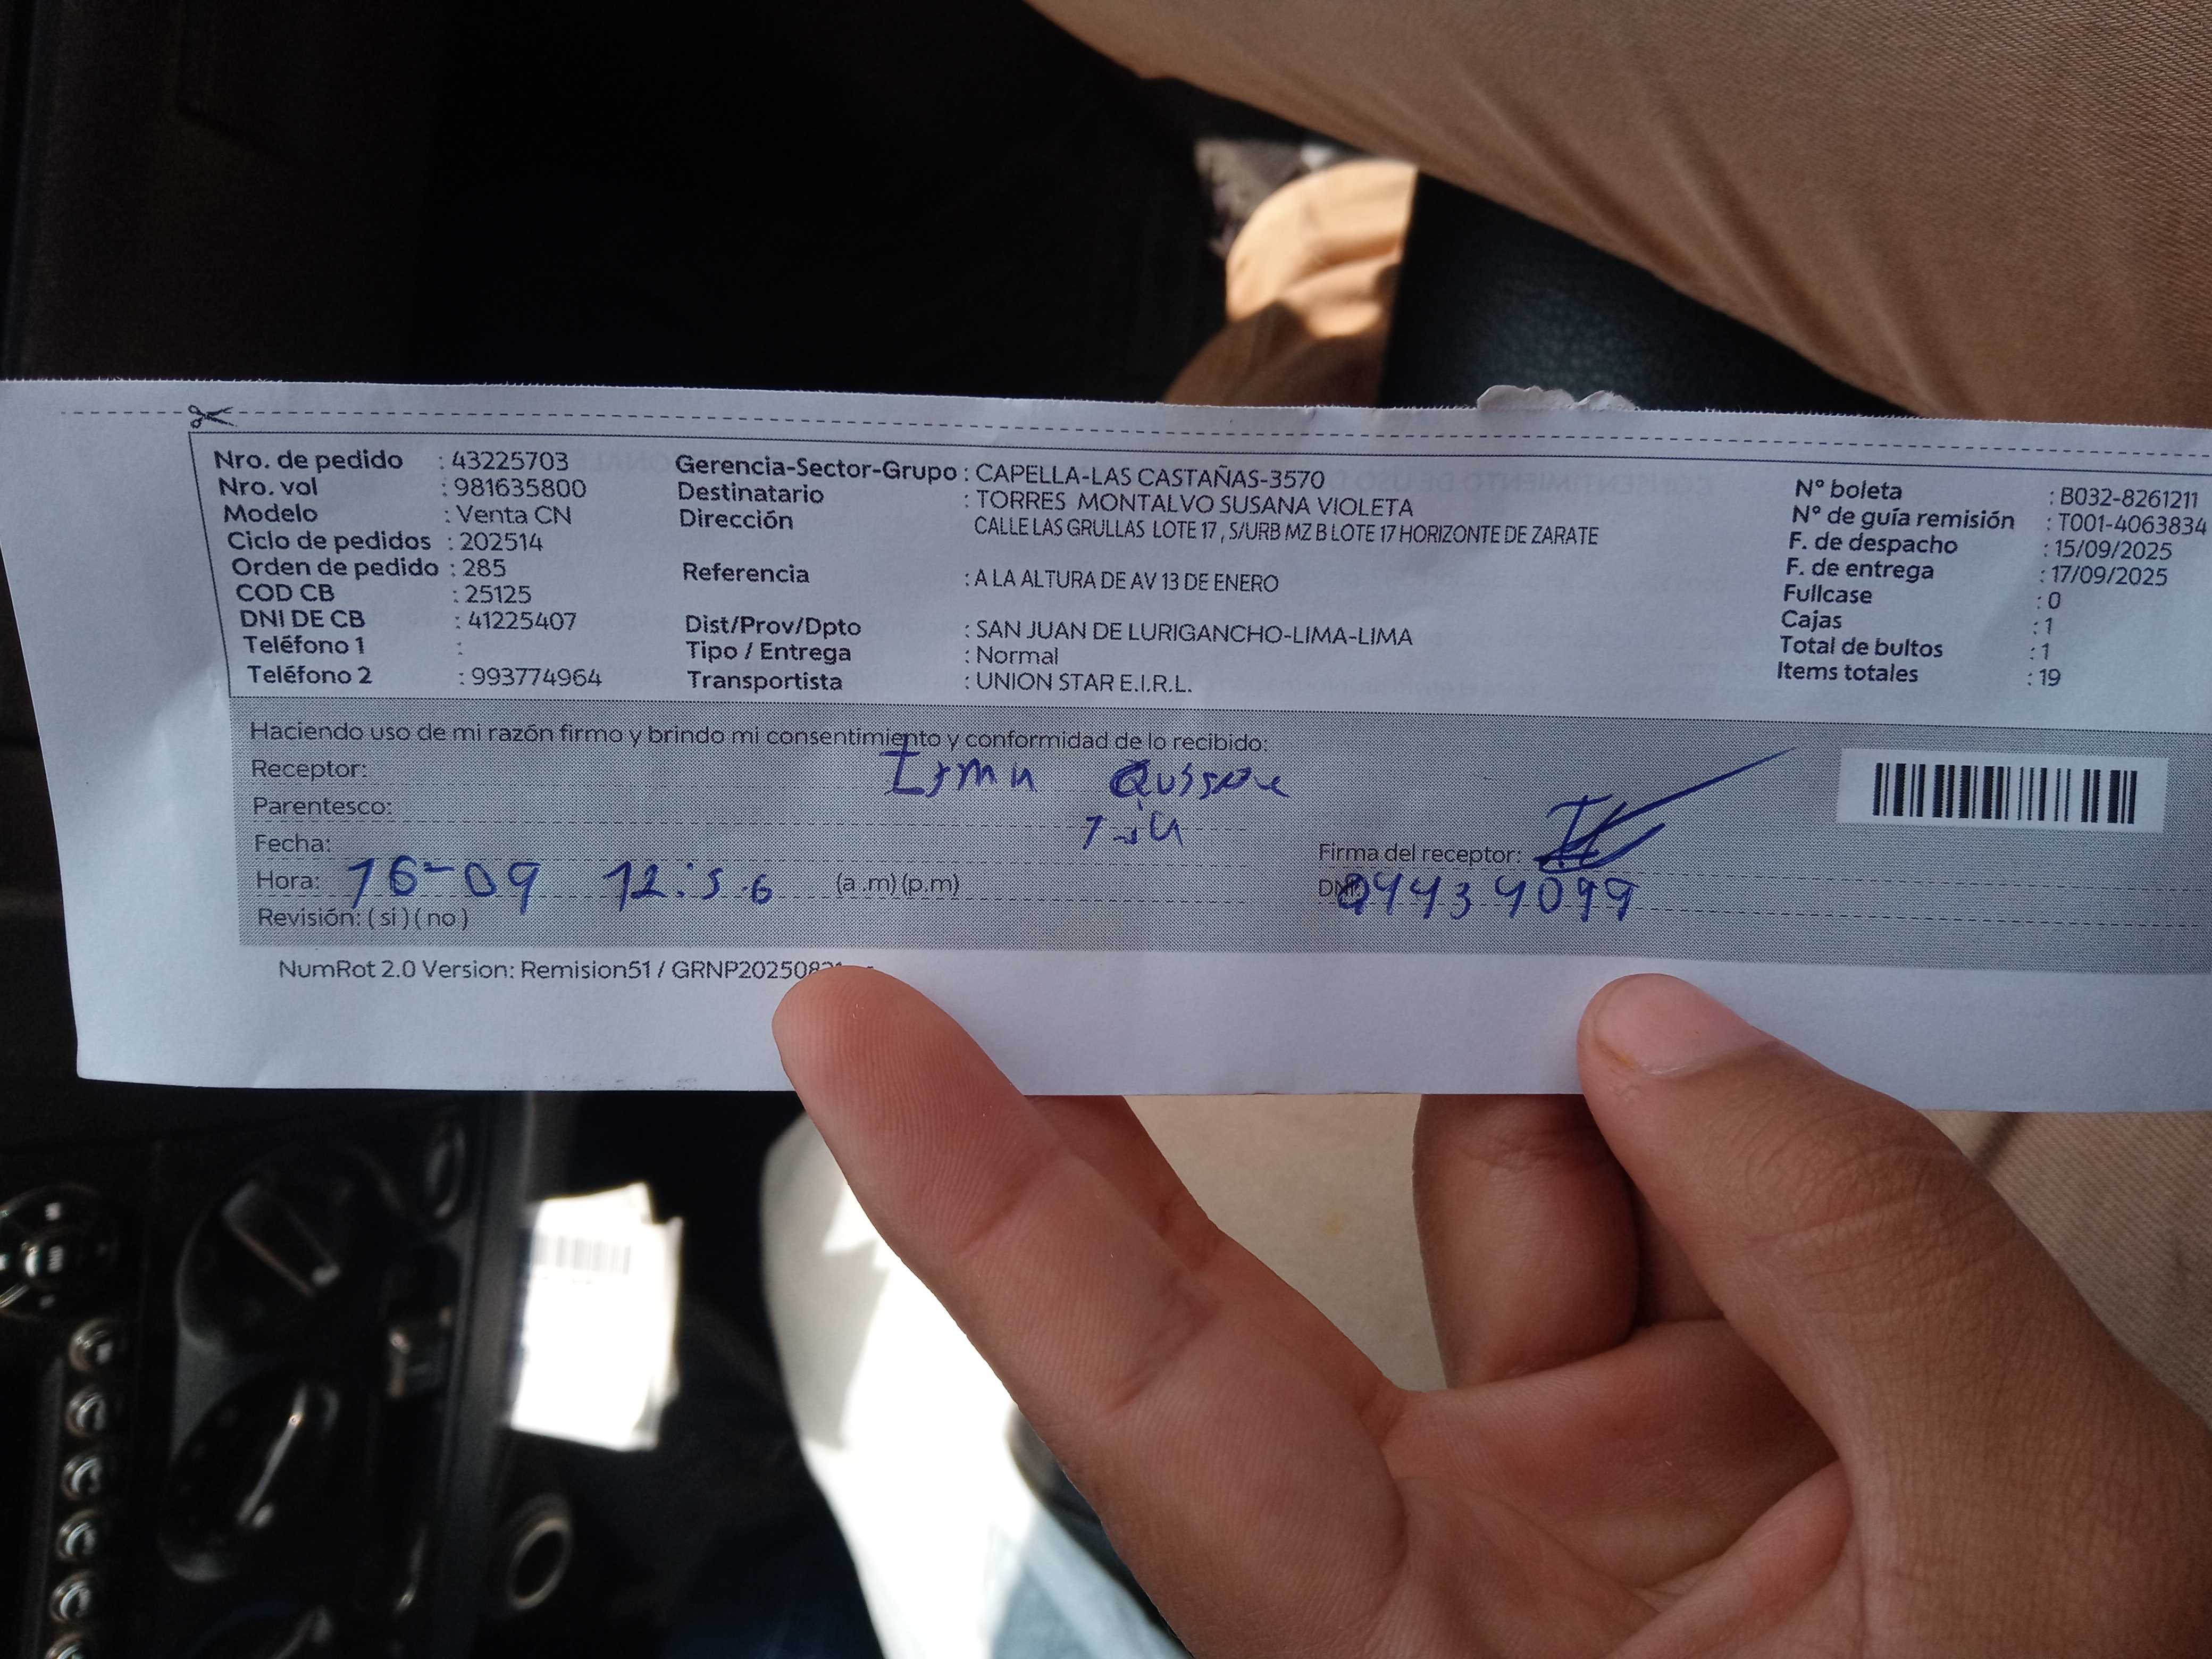 Nro. de pedido : 43225703
Nro. vol : 981635800
Modelo : Venta CN
Ciclo de pedidos : 202514
Orden de pedido : 285
COD CB : 25125
DNI DE CB : 41225407
Teléfono 1 :
Teléfono 2 : 993774964
Gerencia-Sector-Grupo : CAPELLA-LAS CASTAÑAS-3570
Destinatario : TORRES MONTALVO SUSANA VIOLETA
Dirección CALLE LAS GRULLAS LOTE 17 , S/URB MZ B LOTE 17 HORIZONTE DE ZARATE
Referencia : A LA ALTURA DE AV 13 DE ENERO
Dist/Prov/Dpto : SAN JUAN DE LURIGANCHO-LIMA-LIMA
Tipo / Entrega : Normal
Transportista : UNION STAR E.I.R.L.
N° boleta : B032-8261211
N° de guía remisión : T001-4063834
F. de despacho : 15/09/2025
F. de entrega : 17/09/2025
Fullcase : 0
Cajas : 1
Total de bultos : 1
Items totales : 19
Haciendo uso de mi razón firmo y brindo mi consentimiento y conformidad de lo recibido:
Receptor:
Parentesco:
Fecha:
Hora: 16-09 12:56 (a .m) (p.m)
Revisión: ( si ) ( no )
Firma del receptor:
DNI:
NumRot 2.0 Version: Remision51 / GRNP202508